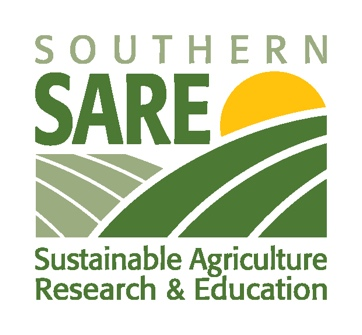 SOUTHERN
SARE
Sustainable Agriculture
Research & Education